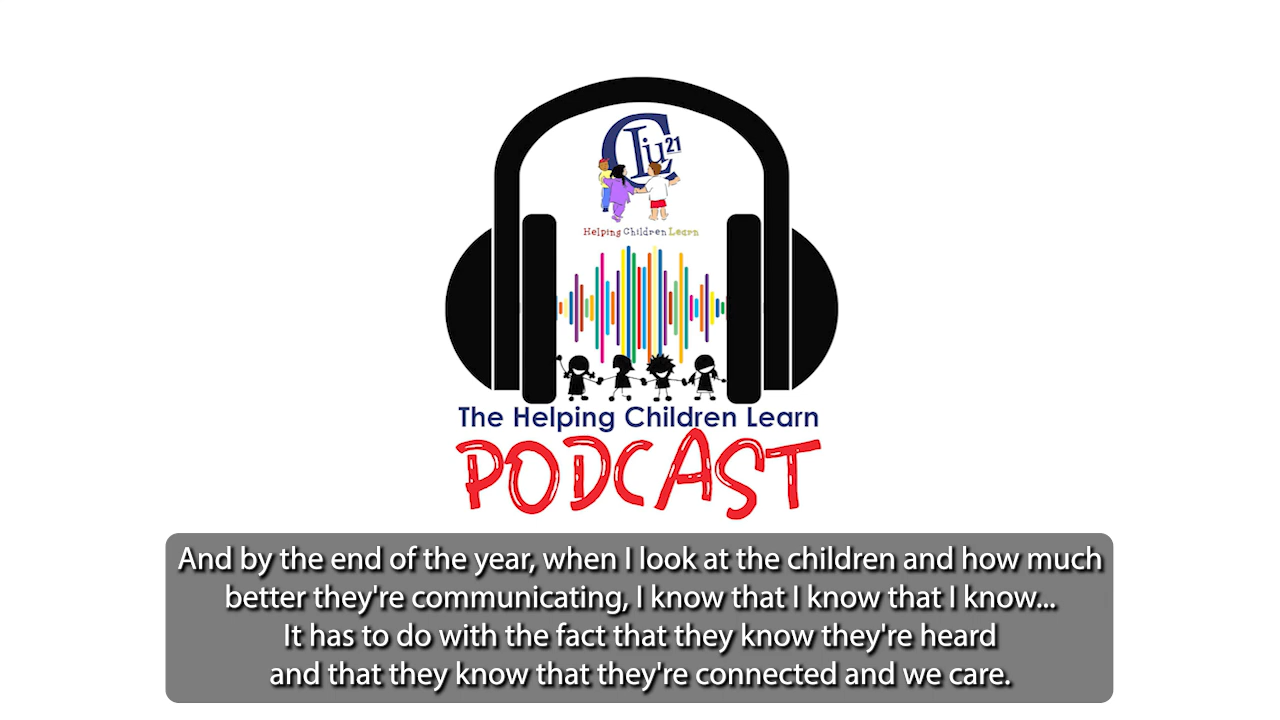 CLiu21
Helping Children Learn
The Helping Children Learn
PODCAST
And by the end of the year, when I look at the children and how much
better they're communicating, I know that I know that I know...
It has to do with the fact that they know they're heard
and that they know that they're connected and we care.